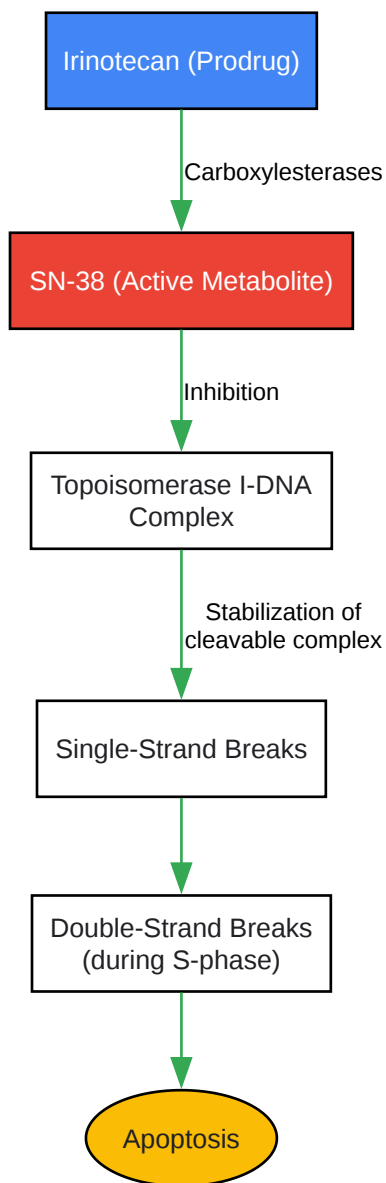 Irinotecan (Prodrug)
Carboxylesterases
SN-38 (Active Metabolite)
Inhibition
Topoisomerase I-DNA
Complex
Stabilization of
cleavable complex
Single-Strand Breaks
Double-Strand Breaks
(during S-phase)
Apoptosis